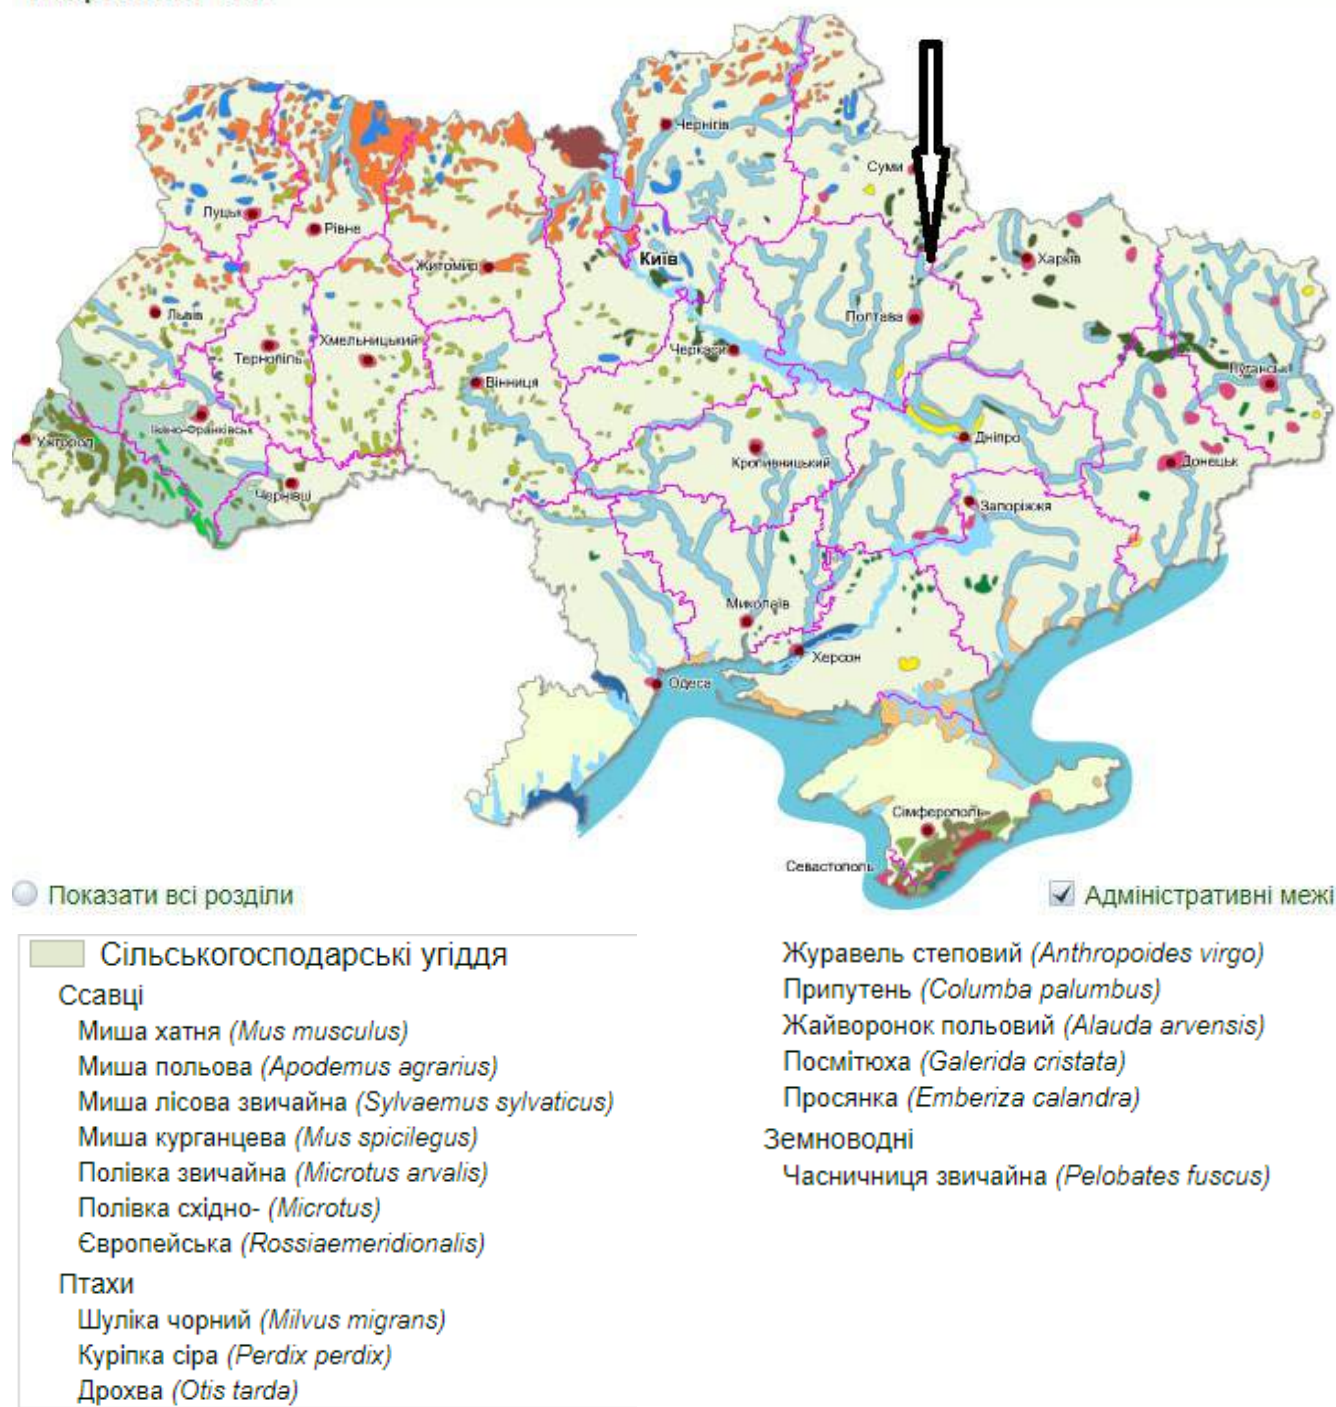 Чернігів
Суми
Луцьк
Рівне
Київ
Житомир
Харків
Львів
Полтава
Хмельницький
Тернопіль
Черкаси
Вінниця
Луганськ
Івано-Франківськ
Ужгород
Дніпро
Кропивницький
Донецьк
Чернівці
Запоріжжя
Миколаїв
Херсон
Одеса
Сімферополь
Севастополь
Показати всі розділи
Адміністративні межі
Сільськогосподарські угіддя
Ссавці
Миша хатня (Mus musculus)
Миша польова (Apodemus agrarius)
Миша лісова звичайна (Sylvaemus sylvaticus)
Миша курганцева (Mus spicilegus)
Полівка звичайна (Microtus arvalis)
Полівка східно- (Microtus)
Європейська (Rossiaemeridionalis)
Птахи
Шуліка чорний (Milvus migrans)
Куріпка сіра (Perdix perdix)
Дрохва (Otis tarda)
Журавель степовий (Anthropoides virgo)
Припутень (Columba palumbus)
Жайворонок польовий (Alauda arvensis)
Посмітюха (Galerida cristata)
Просянка (Emberiza calandra)
Земноводні
Часничниця звичайна (Pelobates fuscus)